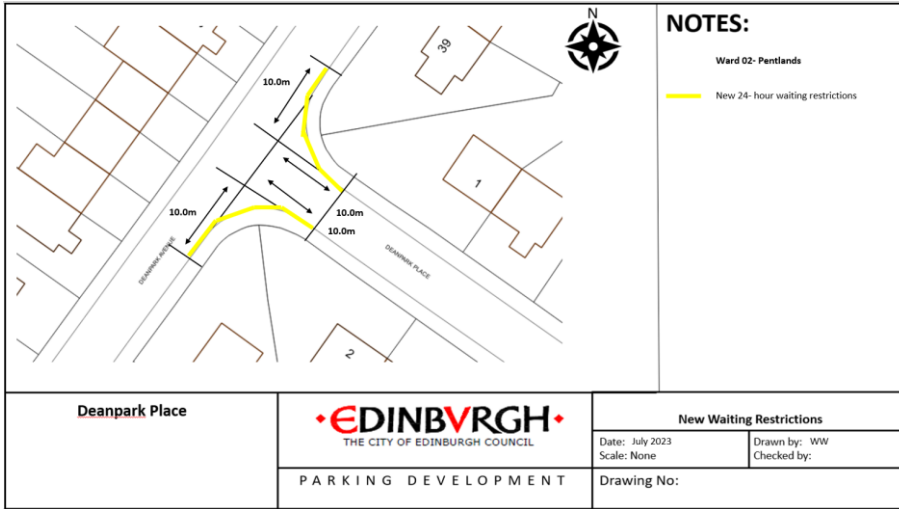 N
39
10.0m
1
10.0m
10.0m
10.0m
DEANPARK AVENUE
DEANPARK PLACE
2
NOTES:
Ward 02- Pentlands
New 24- hour waiting restrictions
Deanpark Place
EDINBVRGH
THE CITY OF EDINBURGH COUNCIL
PARKING DEVELOPMENT
New Waiting Restrictions
Date: July 2023
Scale: None
Drawn by: WW
Checked by:
Drawing No: